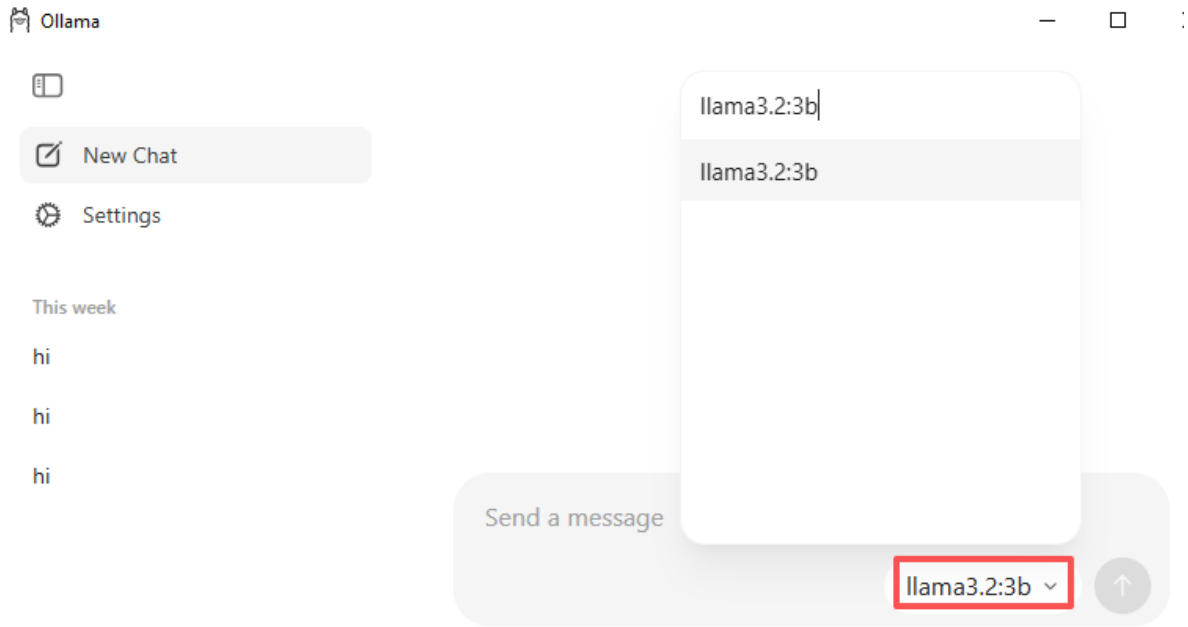 Ollama
New Chat
Settings
This week
hi
hi
hi
llama3.2:3b
llama3.2:3b
Send a message
llama3.2:3b